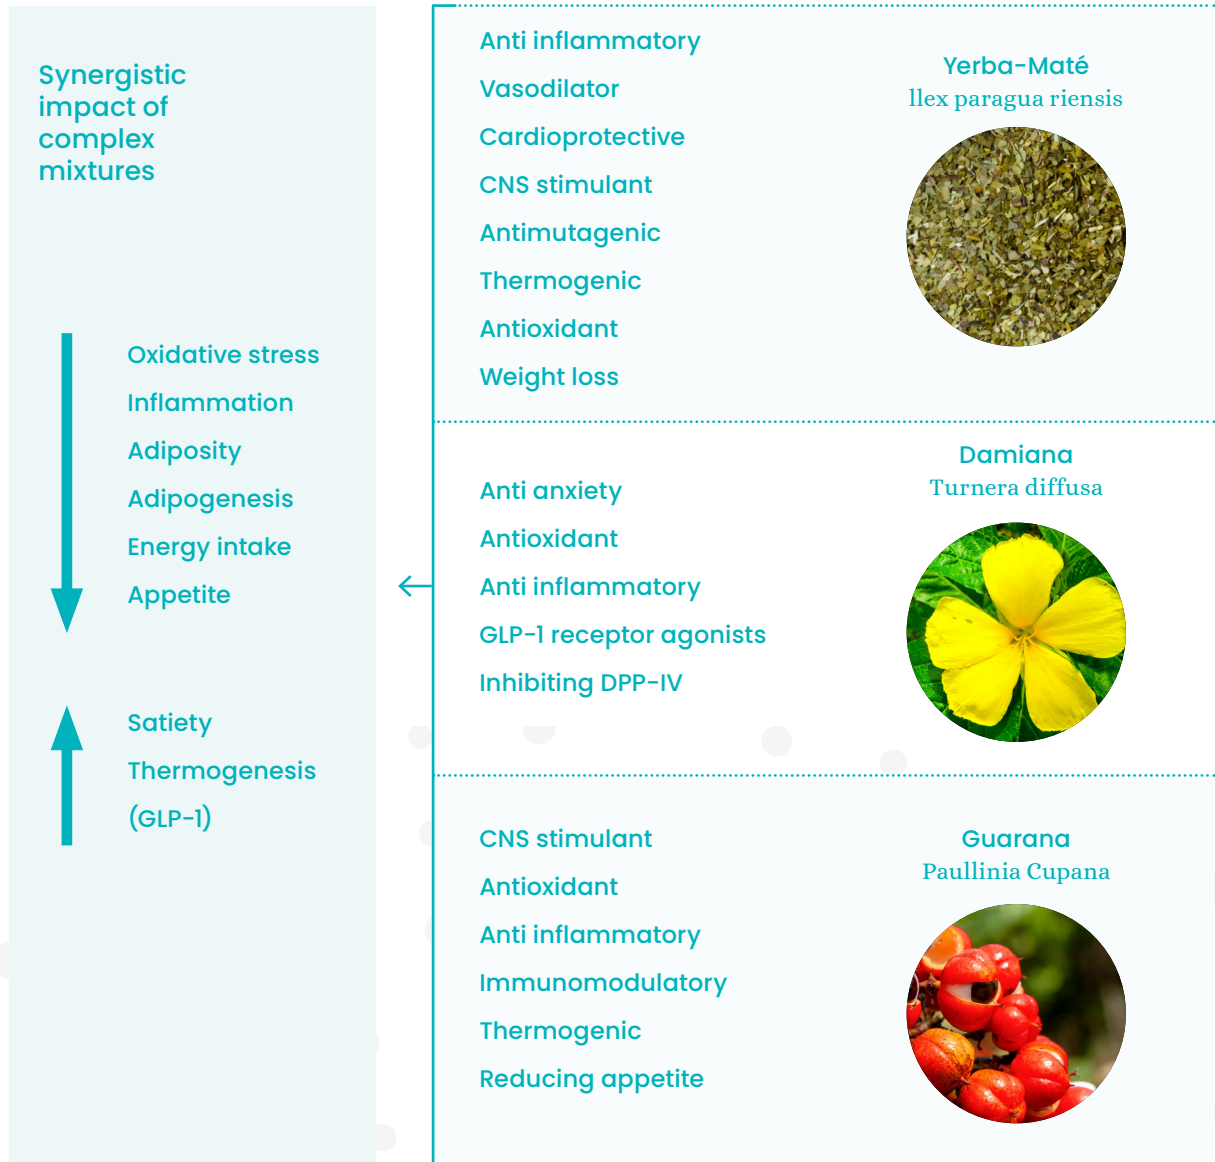 Synergistic
impact of
complex
mixtures
Oxidative stress
Inflammation
Adiposity
Adipogenesis
Energy intake
Appetite
Satiety
Thermogenesis
(GLP-1)
Anti inflammatory
Vasodilator
Cardioprotective
CNS stimulant
Antimutagenic
Thermogenic
Antioxidant
Weight loss
Yerba-Maté
llex paragua riensis
Anti anxiety
Antioxidant
Anti inflammatory
GLP-1 receptor agonists
Inhibiting DPP-IV
Damiana
Turnera diffusa
CNS stimulant
Antioxidant
Anti inflammatory
Immunomodulatory
Thermogenic
Reducing appetite
Guarana
Paullinia Cupana